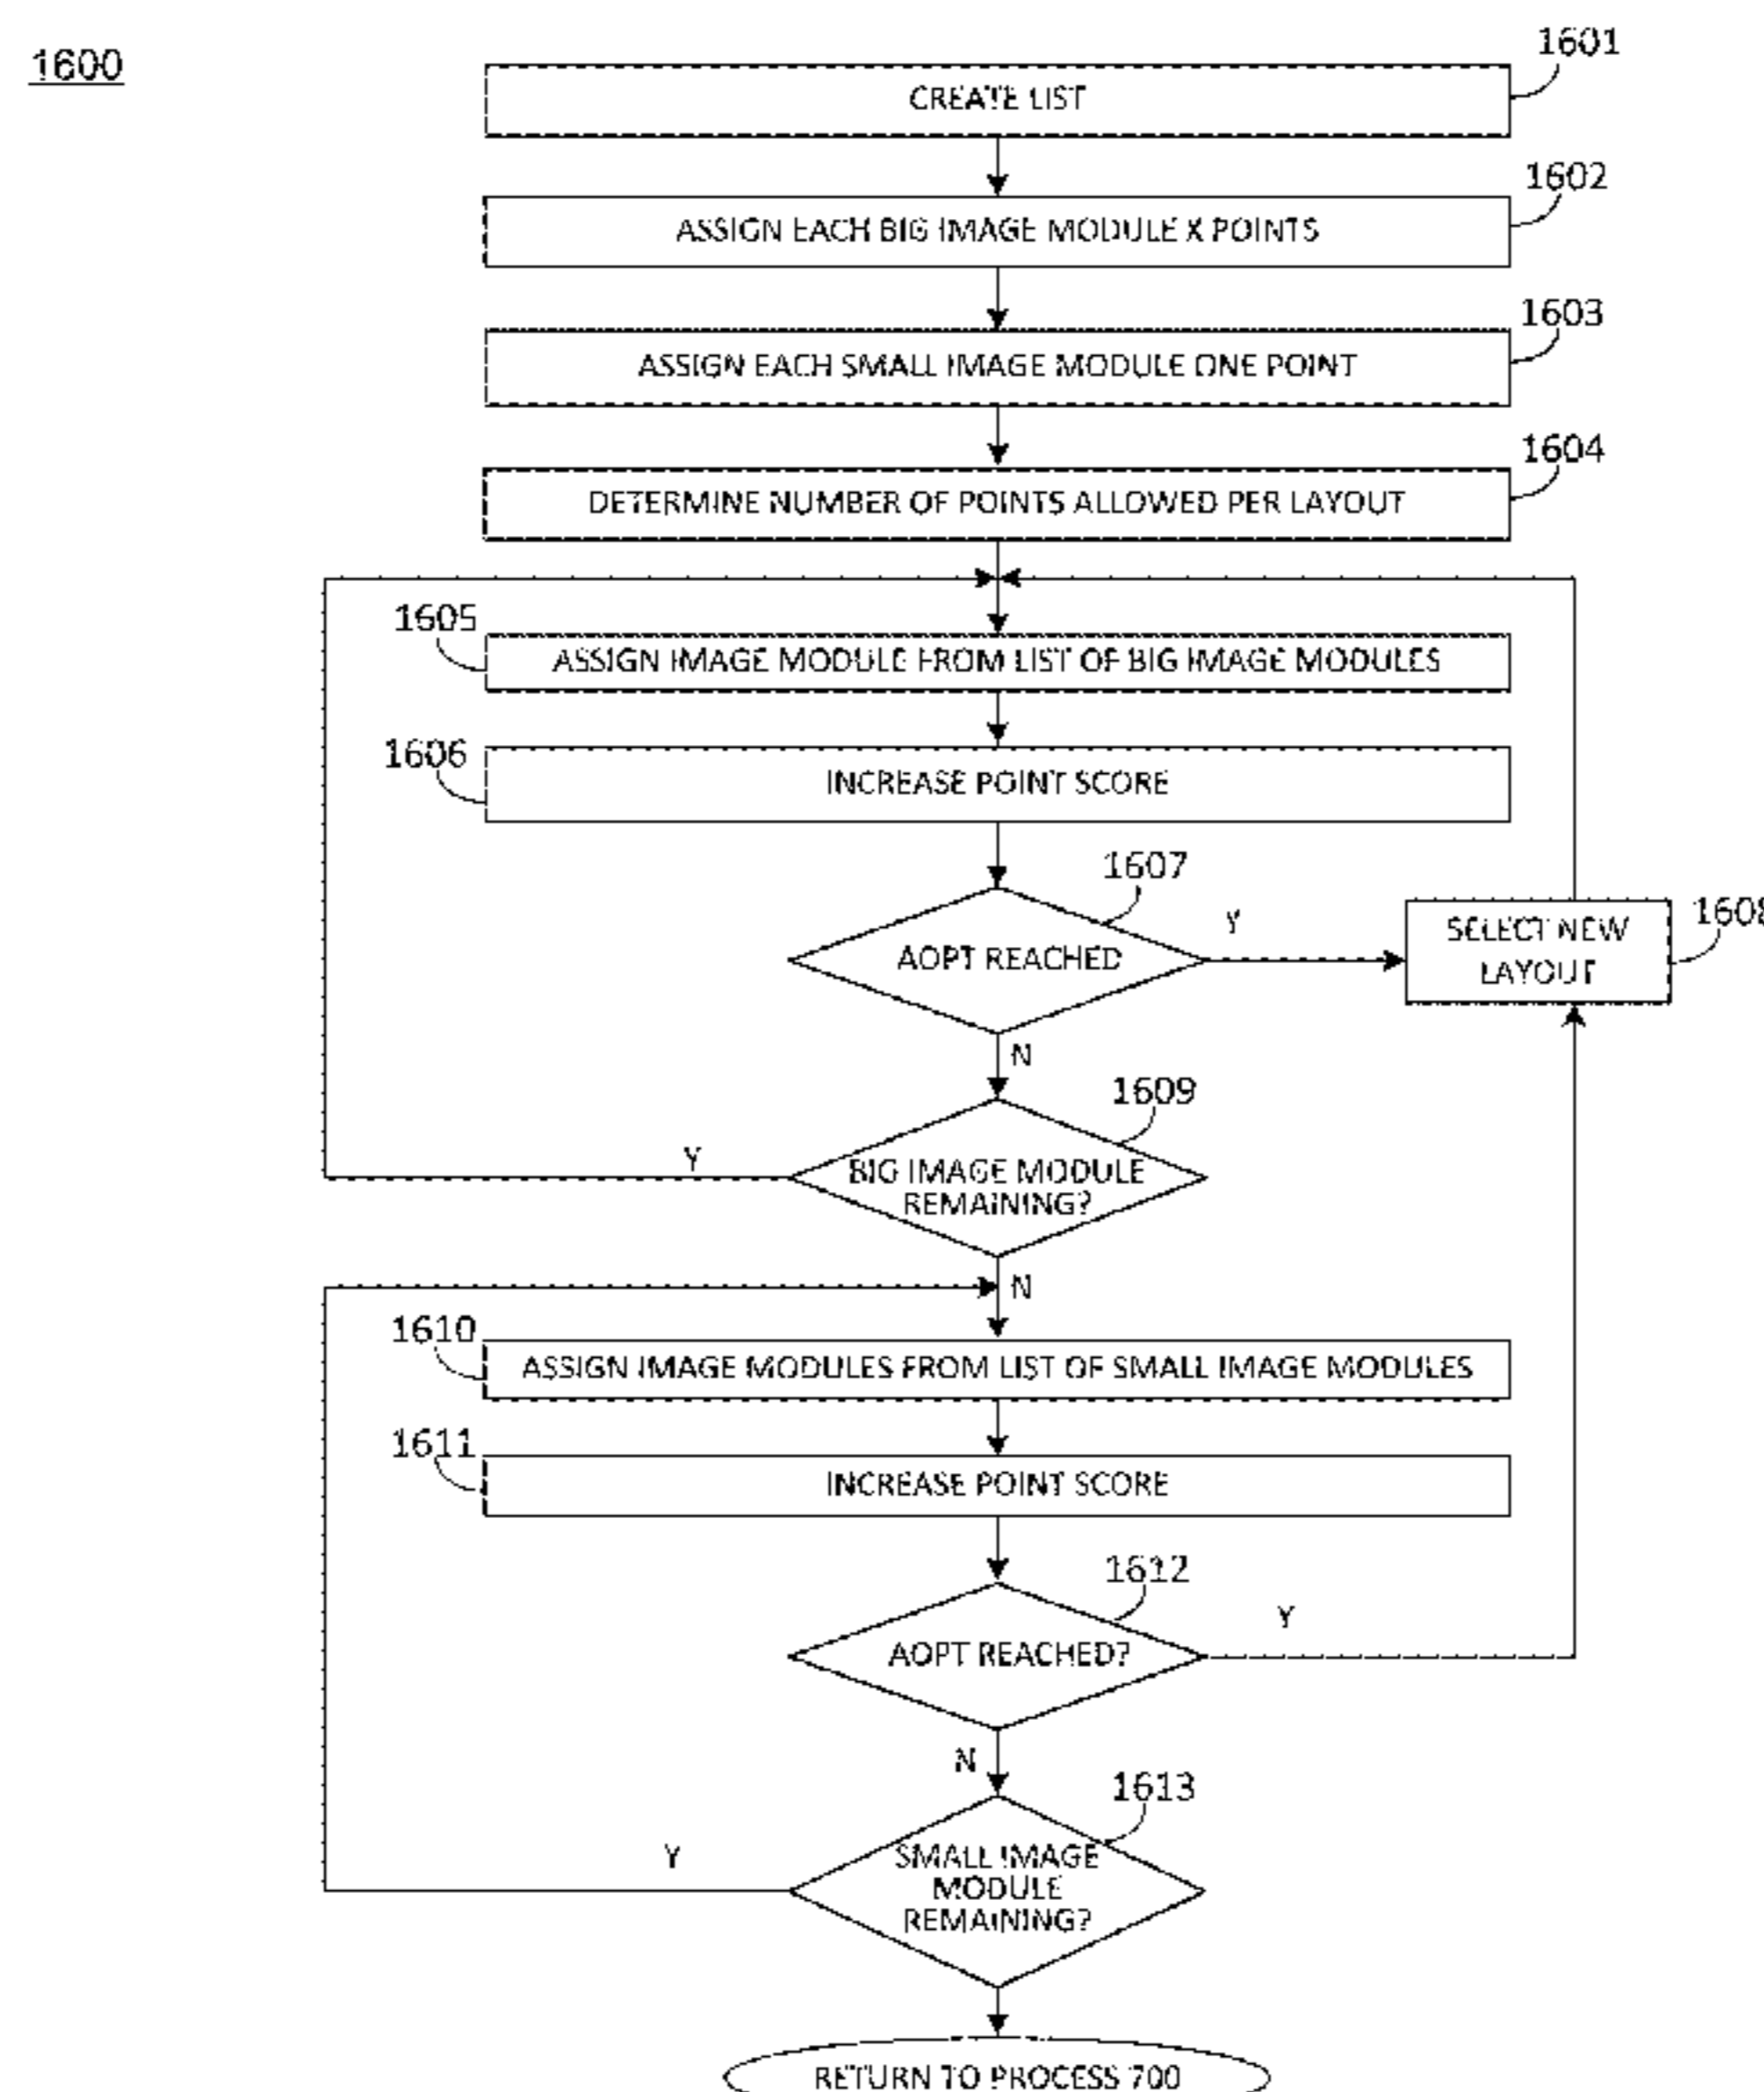 1600
1601
CREATE LIST
1602
ASSIGN EACH BIG IMAGE MODULE X POINTS
1603
ASSIGN EACH SMALL IMAGE MODULE ONE POINT
1604
DETERMINE NUMBER OF POINTS ALLOWED PER LAYOUT
1605
ASSIGN IMAGE MODULE FROM LIST OF BIG IMAGE MODULES
1606
INCREASE POINT SCORE
1607
AOPT REACHED
Y
1608
SELECT NEW
LAYOUT
N
1609
BIG IMAGE MODULE
REMAINING?
Y
N
1610
ASSIGN IMAGE MODULES FROM LIST OF SMALL IMAGE MODULES
1611
INCREASE POINT SCORE
1612
AOPT REACHED?
Y
N
1613
SMALL IMAGE
MODULE
REMAINING?
Y
RETURN TO PROCESS 700